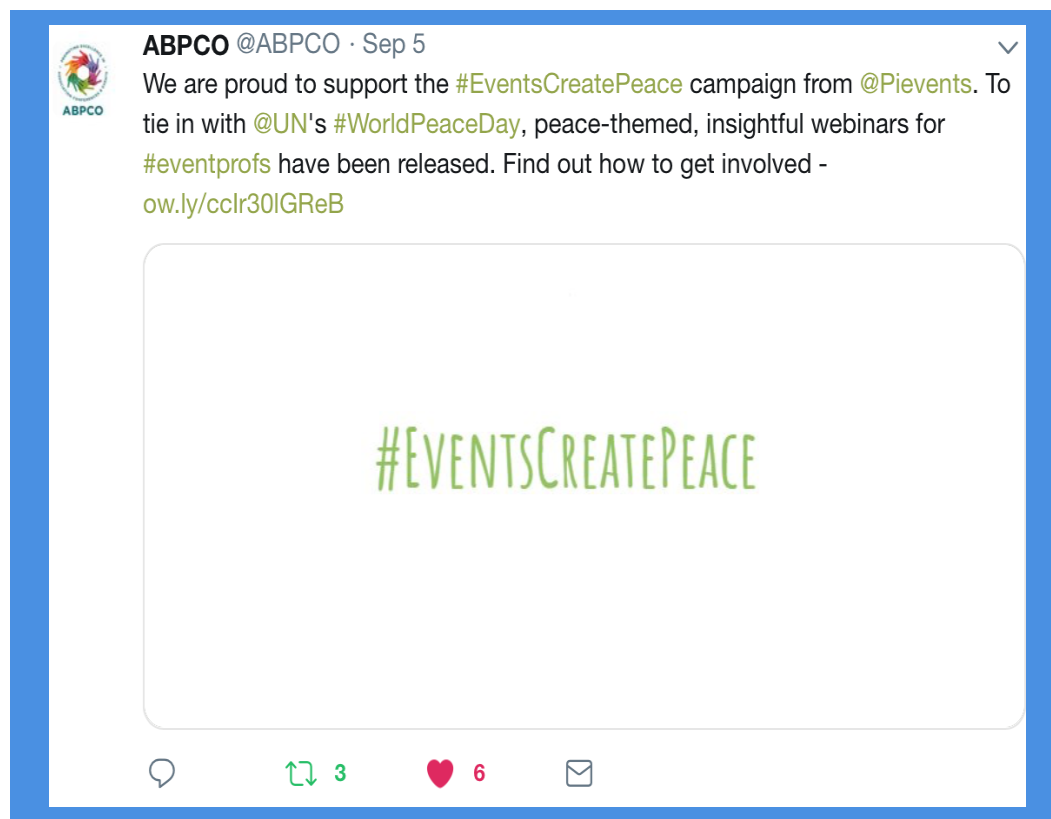 ABPCO @ABPCO · Sep 5
We are proud to support the #EventsCreatePeace campaign from @Pievents. To
tie in with @UN's #WorldPeaceDay, peace-themed, insightful webinars for
#eventprofs have been released. Find out how to get involved -
ow.ly/ccIr30lGReB
ABPCO
#EVENTSCREATEPEACE
3 6